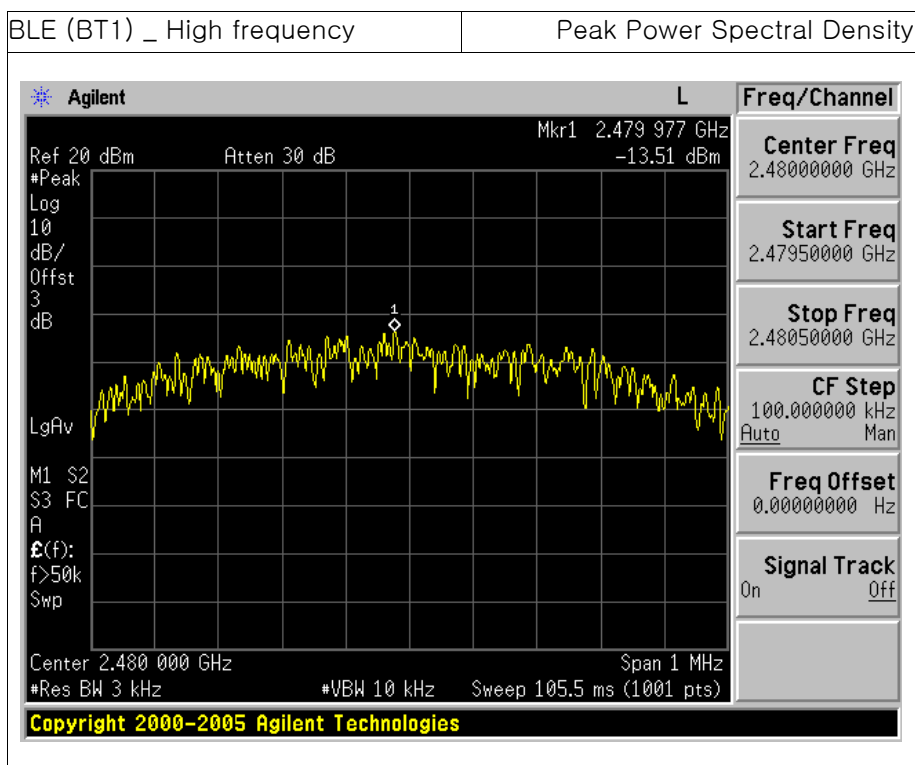 BLE (BT1) _ High frequency
Peak Power Spectral Density
Agilent
L
Freq/Channel
Mkr1 2.479 977 GHz
Ref 20 dBm Atten 30 dB -13.51 dBm
#Peak
Log
10
dB/
Offst
3
dB
LgAv
M1 S2
S3 FC
A
£(f):
f>50k
Swp
1
Center 2.480 000 GHz Span 1 MHz
#Res BW 3 kHz #VBW 10 kHz Sweep 105.5 ms (1001 pts)
Center Freq
2.48000000 GHz
Start Freq
2.47950000 GHz
Stop Freq
2.48050000 GHz
CF Step
100.000000 kHz
Auto Man
Freq Offset
0.00000000 Hz
Signal Track
On Off
Copyright 2000-2005 Agilent Technologies